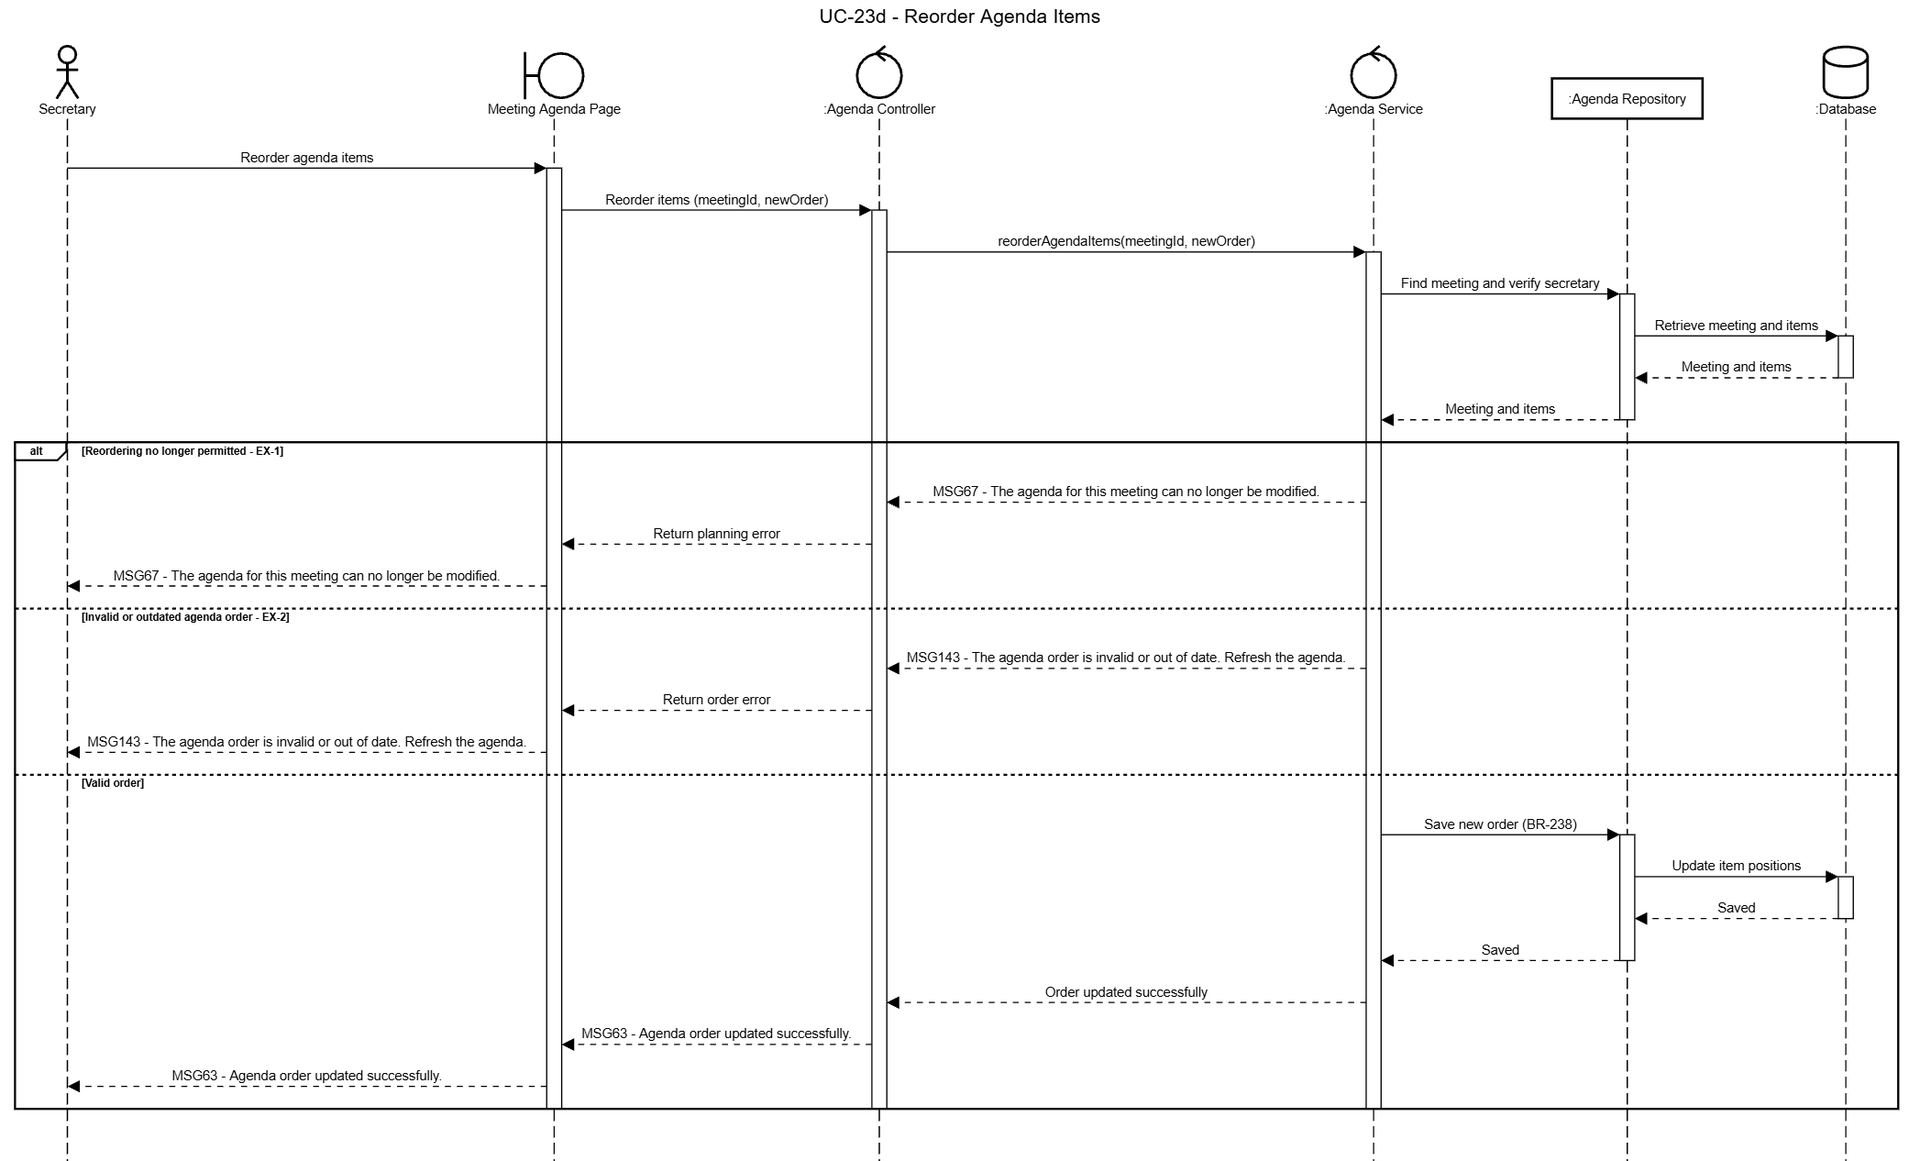 UC-23d - Reorder Agenda Items
Secretary
Meeting Agenda Page
:Agenda Controller
:Agenda Service
:Agenda Repository
:Database
Reorder agenda items
Reorder items (meetingId, newOrder)
reorderAgendaItems(meetingId, newOrder)
Find meeting and verify secretary
Retrieve meeting and items
Meeting and items
Meeting and items
alt
[Reordering no longer permitted - EX-1]
MSG67 - The agenda for this meeting can no longer be modified.
Return planning error
MSG67 - The agenda for this meeting can no longer be modified.
[Invalid or outdated agenda order - EX-2]
MSG143 - The agenda order is invalid or out of date. Refresh the agenda.
Return order error
MSG143 - The agenda order is invalid or out of date. Refresh the agenda.
[Valid order]
Save new order (BR-238)
Update item positions
Saved
Saved
Order updated successfully
MSG63 - Agenda order updated successfully.
MSG63 - Agenda order updated successfully.